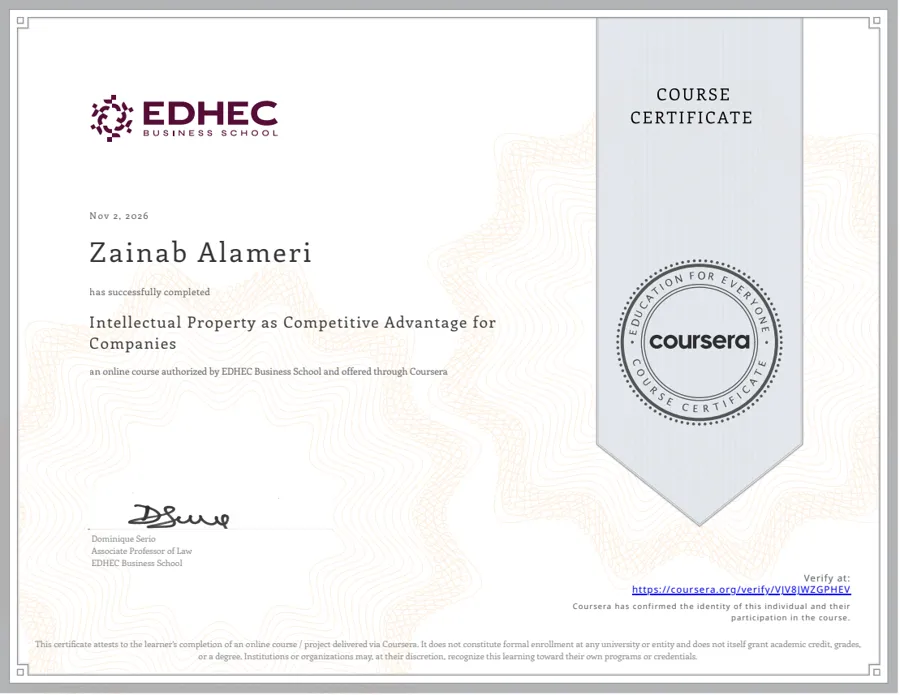 EDHEC
BUSINESS SCHOOL
COURSE
CERTIFICATE
Nov 2, 2026
Zainab Alameri
has successfully completed
Intellectual Property as Competitive Advantage for
Companies
an online course authorized by EDHEC Business School and offered through Coursera
EDUCATION FOR EVERYONE
coursera
COURSE CERTIFICATE
Dominique Serio
Associate Professor of Law
EDHEC Business School
Verify at:
https://coursera.org/verify/VJV8JWZGPHEV
Coursera has confirmed the identity of this individual and their
participation in the course.
This certificate attests to the learner's completion of an online course / project delivered via Coursera. It does not constitute formal enrollment at any university or entity and does not itself grant academic credit, grades,
or a degree. Institutions or organizations may, at their discretion, recognize this learning toward their own programs or credentials.